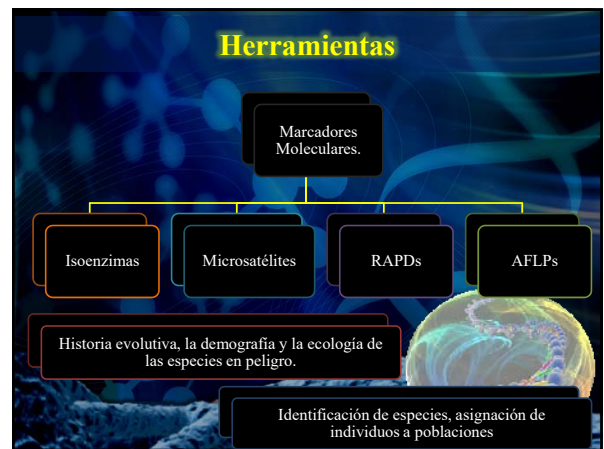 Herramientas
Marcadores
Moleculares.
Isoenzimas
Microsatélites
RAPDs
AFLPs
Historia evolutiva, la demografía y la ecología de
las especies en peligro.
Identificación de especies, asignación de
individuos a poblaciones